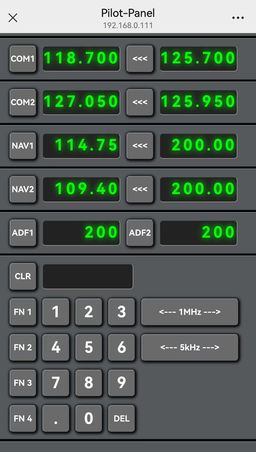 Pilot-Panel
192.168.0.111
COM1 118.700 <<< 125.700
COM2 127.050 <<< 125.950
NAV1 114.75 <<< 200.00
NAV2 109.40 <<< 200.00
ADF1 200 ADF2 200
CLR
FN 1 1 2 3 <--- 1MHz --->
FN 2 4 5 6 <--- 5kHz --->
FN 3 7 8 9
FN 4 . 0 DEL